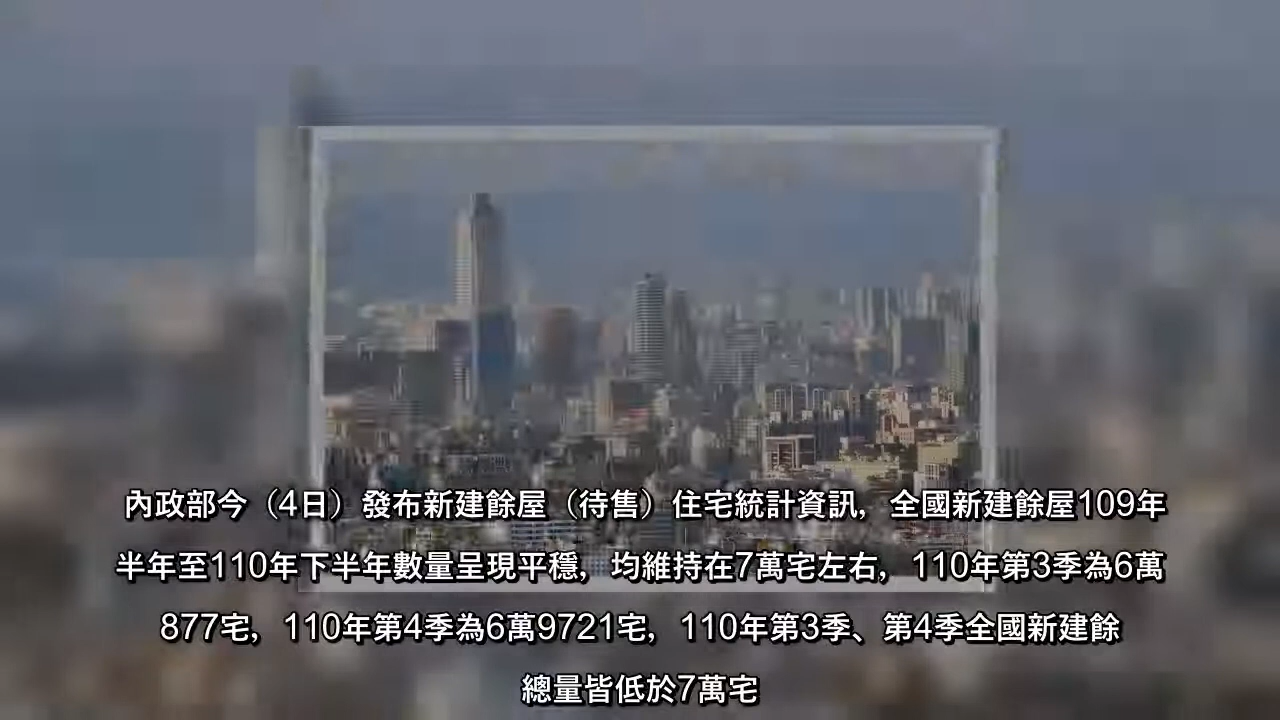 內政部今（4日）發布新建餘屋（待售）住宅統計資訊，全國新建餘屋109年
半年至110年下半年數量呈現平穩，均維持在7萬宅左右，110年第3季為6萬
877宅，110年第4季為6萬9721宅，110年第3季、第4季全國新建餘
總量皆低於7萬宅